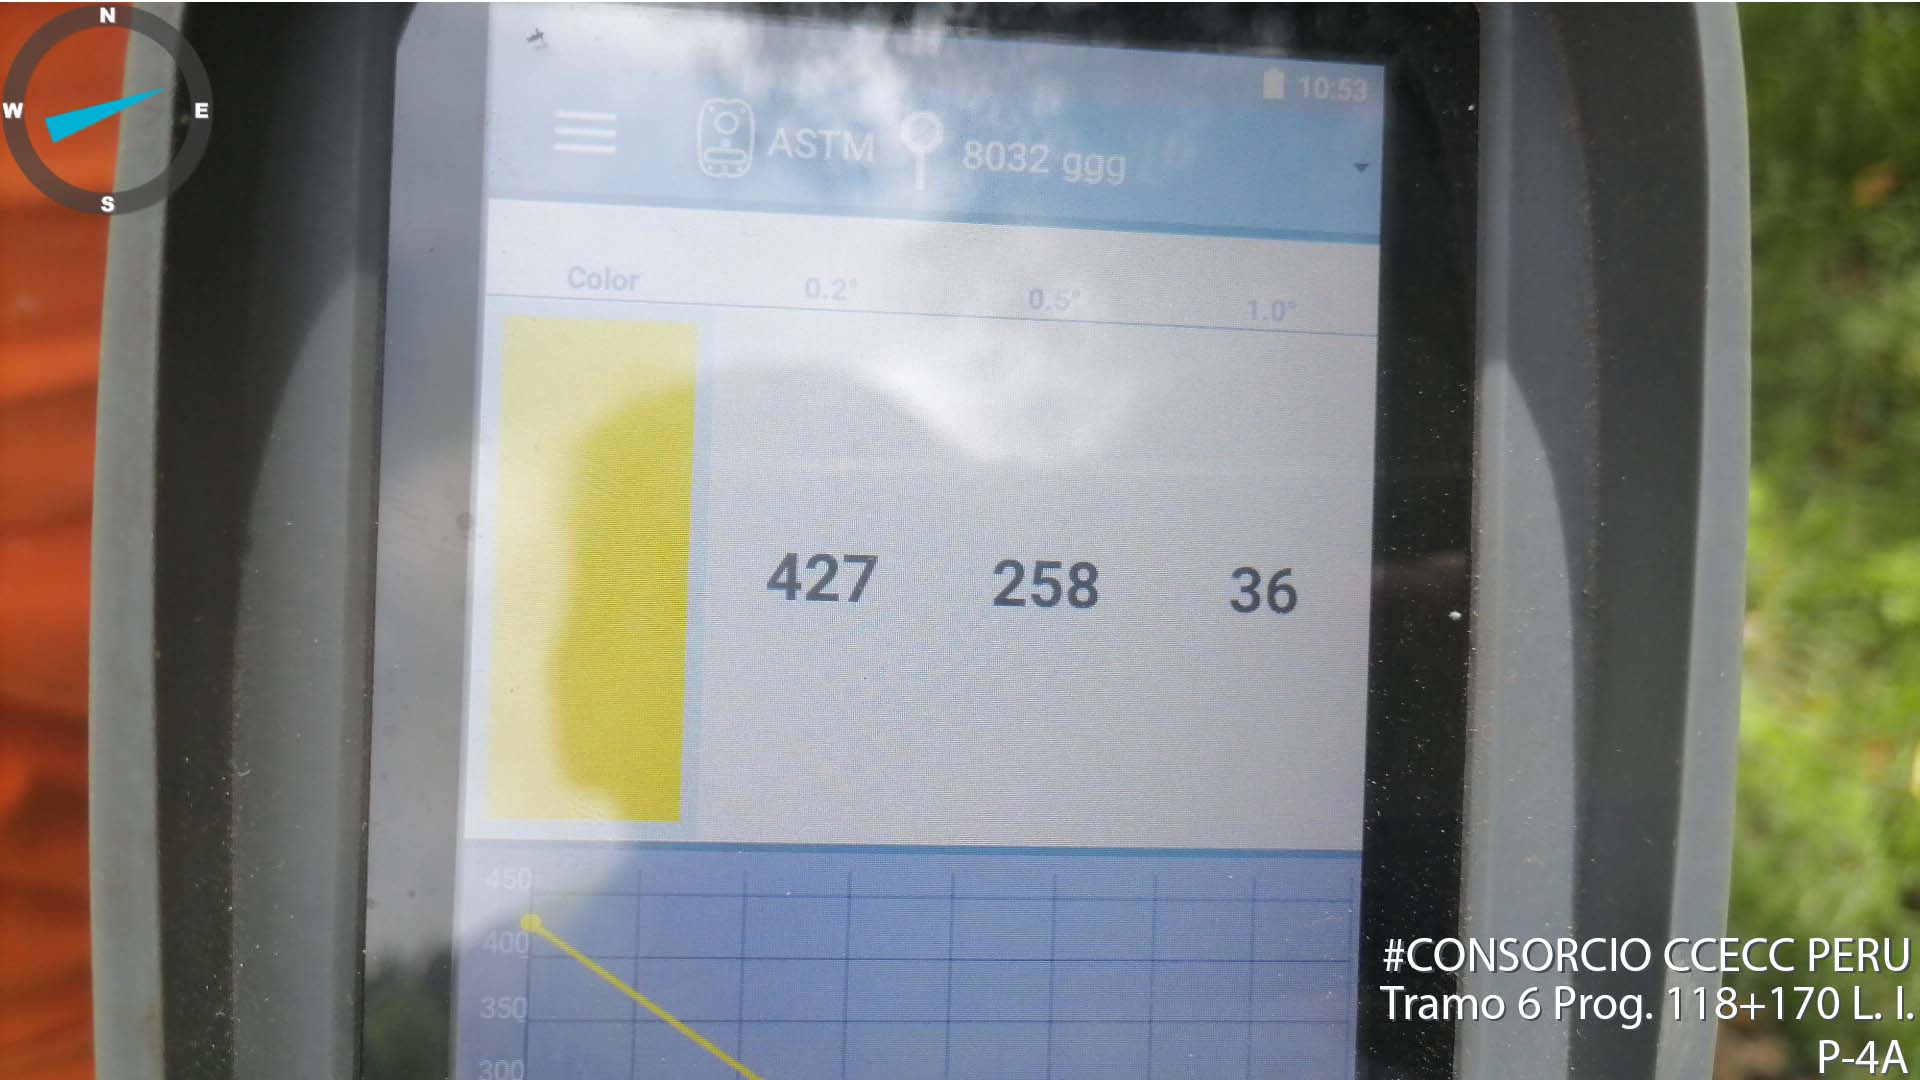 N
W E
S
10:53
ASTM 8032 ggg
Color 0.2° 0.5° 1.0°
427 258 36
450
400
350
300
#CONSORCIO CCECC PERU
Tramo 6 Prog. 118+170 L. I.
P-4A